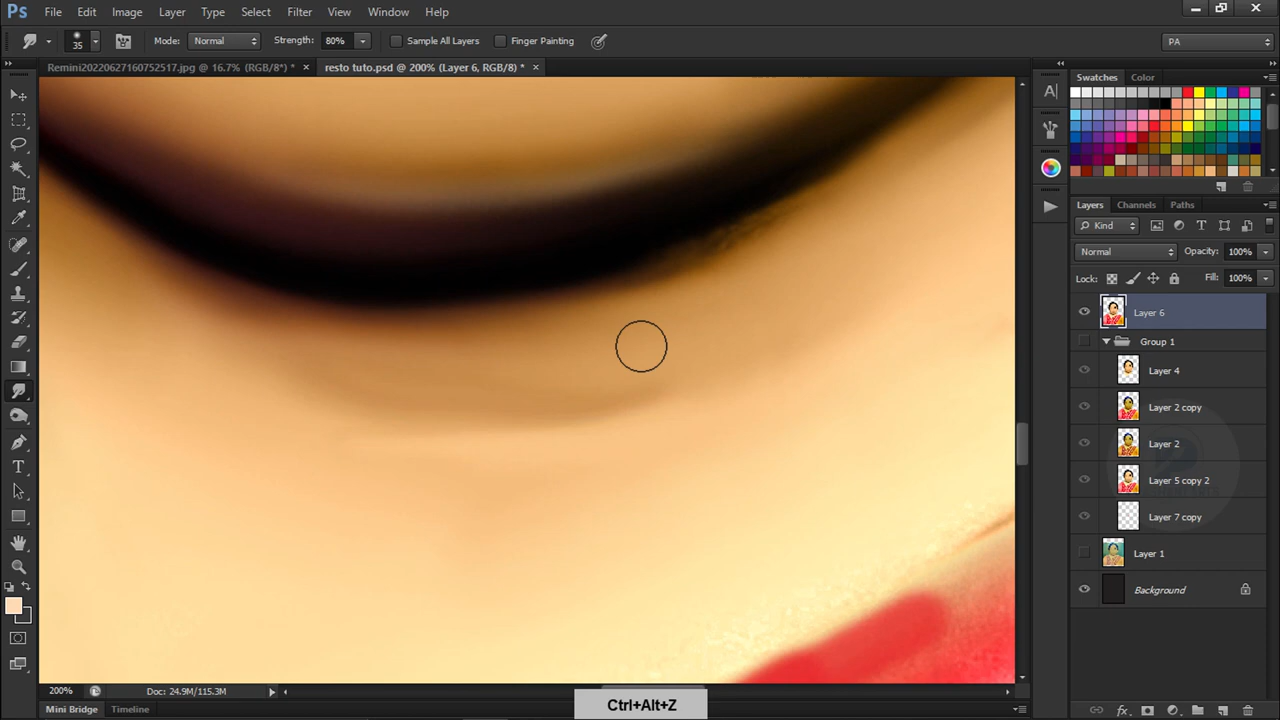 Ps File Edit Image Layer Type Select Filter View Window Help
35 Mode: Normal Strength: 80% Sample All Layers Finger Painting PA
Remini20220627160752517.jpg @ 16.7% (RGB/8*) * × resto tuto.psd @ 200% (Layer 6, RGB/8) * ×
Swatches Color
Layers Channels Paths
Kind
Normal Opacity: 100%
Lock: Fill: 100%
Layer 6
Group 1
Layer 4
Layer 2 copy
Layer 2
Layer 5 copy 2
Layer 7 copy
Layer 1
Background
200% Doc: 24.9M/115.3M
Ctrl+Alt+Z
Mini Bridge Timeline